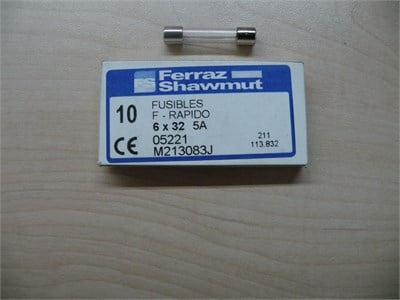 Ferraz
Shawmut
10
FUSIBLES
F - RAPIDO
6 x 32 5A
05221
M213083J
CE
211
113.832